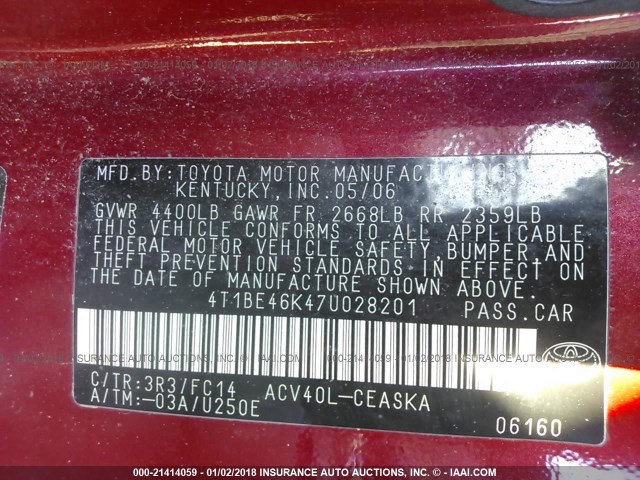 MFD. BY: TOYOTA MOTOR MANUFACTURING
KENTUCKY, INC. 05/06
GVWR 4400LB GAWR FR 2668LB RR 2359LB
THIS VEHICLE CONFORMS TO ALL APPLICABLE
FEDERAL MOTOR VEHICLE SAFETY, BUMPER, AND
THEFT PREVENTION STANDARDS IN EFFECT ON
THE DATE OF MANUFACTURE SHOWN ABOVE.
4T1BE46K47U028201 PASS. CAR
C/TR: 3R3/FC14 ACV40L-CEASKA
A/TM: -03A/U250E
06160
000-21414059 - 01/02/2018 INSURANCE AUTO AUCTIONS, INC. - © IAAI.COM